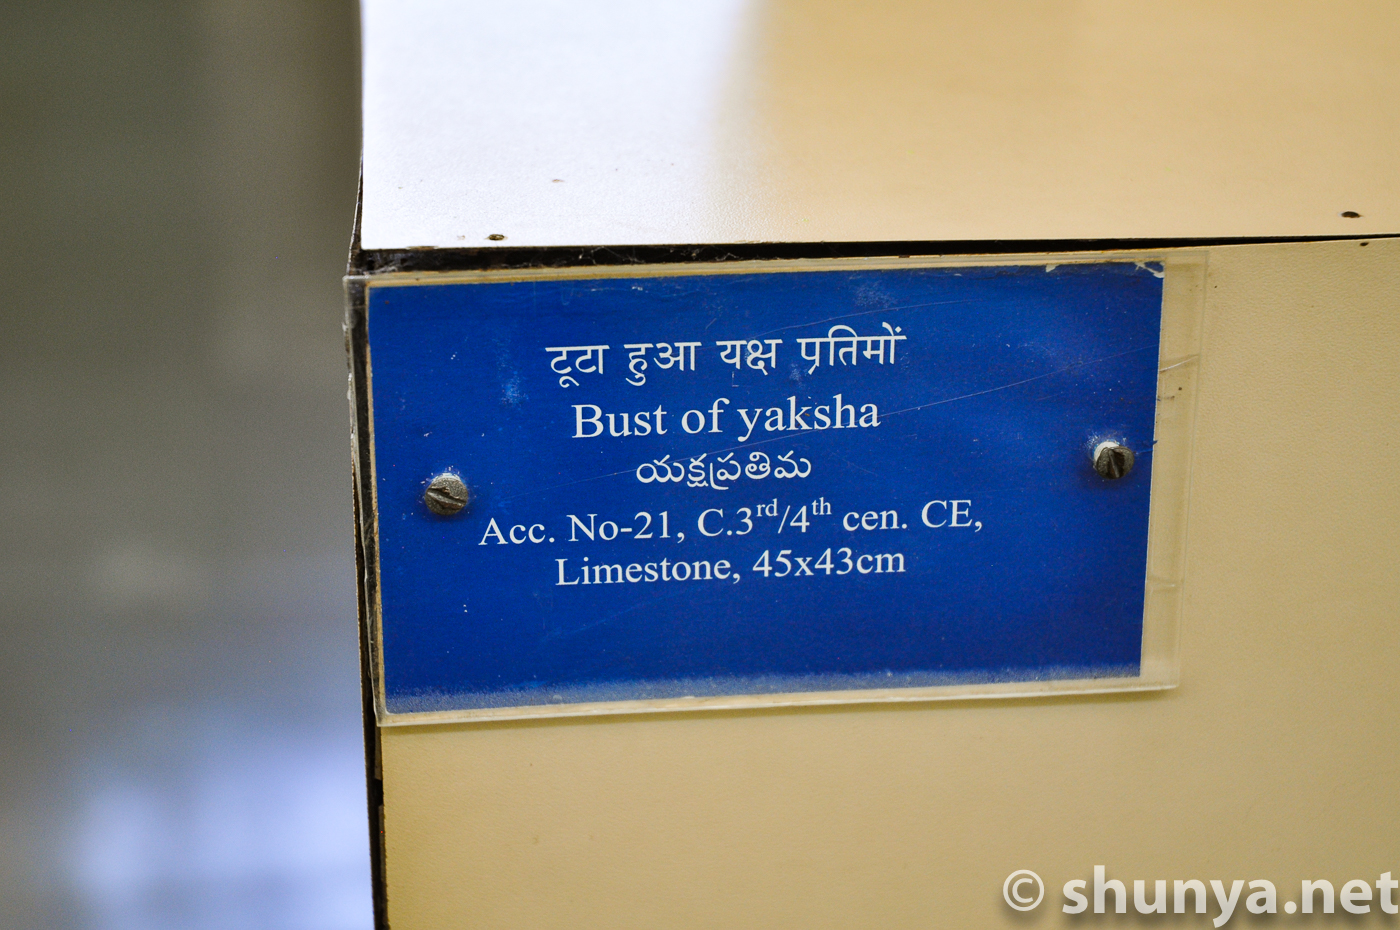 टूटा हुआ यक्ष प्रतिमों
Bust of yaksha
యక్షప్రతిమ
Acc. No-21, C.3rd/4th cen. CE,
Limestone, 45x43cm
© shunya.net